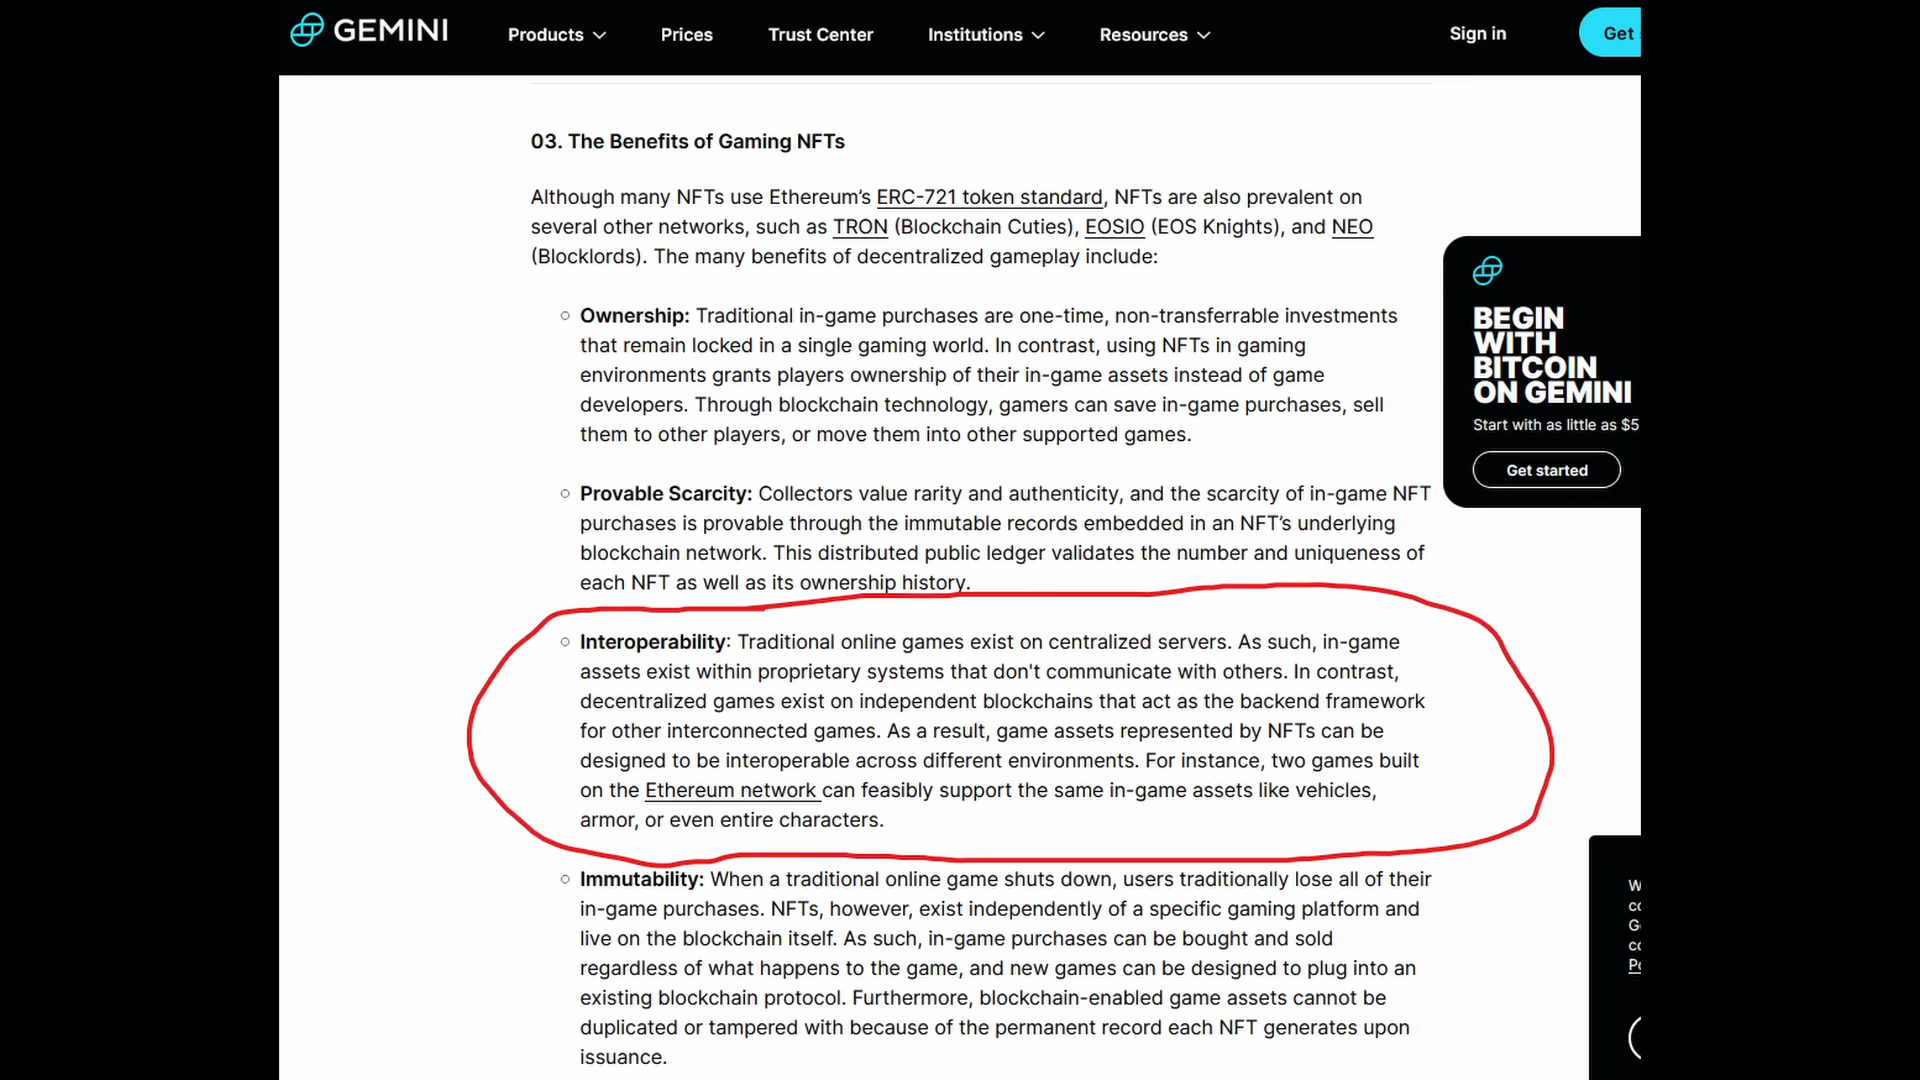 GEMINI
Products
Prices
Trust Center
Institutions
Resources
Sign in
Get
03. The Benefits of Gaming NFTs
Although many NFTs use Ethereum’s ERC-721 token standard, NFTs are also prevalent on
several other networks, such as TRON (Blockchain Cuties), EOSIO (EOS Knights), and NEO
(Blocklords). The many benefits of decentralized gameplay include:
Ownership: Traditional in-game purchases are one-time, non-transferrable investments
that remain locked in a single gaming world. In contrast, using NFTs in gaming
environments grants players ownership of their in-game assets instead of game
developers. Through blockchain technology, gamers can save in-game purchases, sell
them to other players, or move them into other supported games.
Provable Scarcity: Collectors value rarity and authenticity, and the scarcity of in-game NFT
purchases is provable through the immutable records embedded in an NFT’s underlying
blockchain network. This distributed public ledger validates the number and uniqueness of
each NFT as well as its ownership history.
Interoperability: Traditional online games exist on centralized servers. As such, in-game
assets exist within proprietary systems that don't communicate with others. In contrast,
decentralized games exist on independent blockchains that act as the backend framework
for other interconnected games. As a result, game assets represented by NFTs can be
designed to be interoperable across different environments. For instance, two games built
on the Ethereum network can feasibly support the same in-game assets like vehicles,
armor, or even entire characters.
Immutability: When a traditional online game shuts down, users traditionally lose all of their
in-game purchases. NFTs, however, exist independently of a specific gaming platform and
live on the blockchain itself. As such, in-game purchases can be bought and sold
regardless of what happens to the game, and new games can be designed to plug into an
existing blockchain protocol. Furthermore, blockchain-enabled game assets cannot be
duplicated or tampered with because of the permanent record each NFT generates upon
issuance.
BEGIN
WITH
BITCOIN
ON GEMINI
Start with as little as $5
Get started